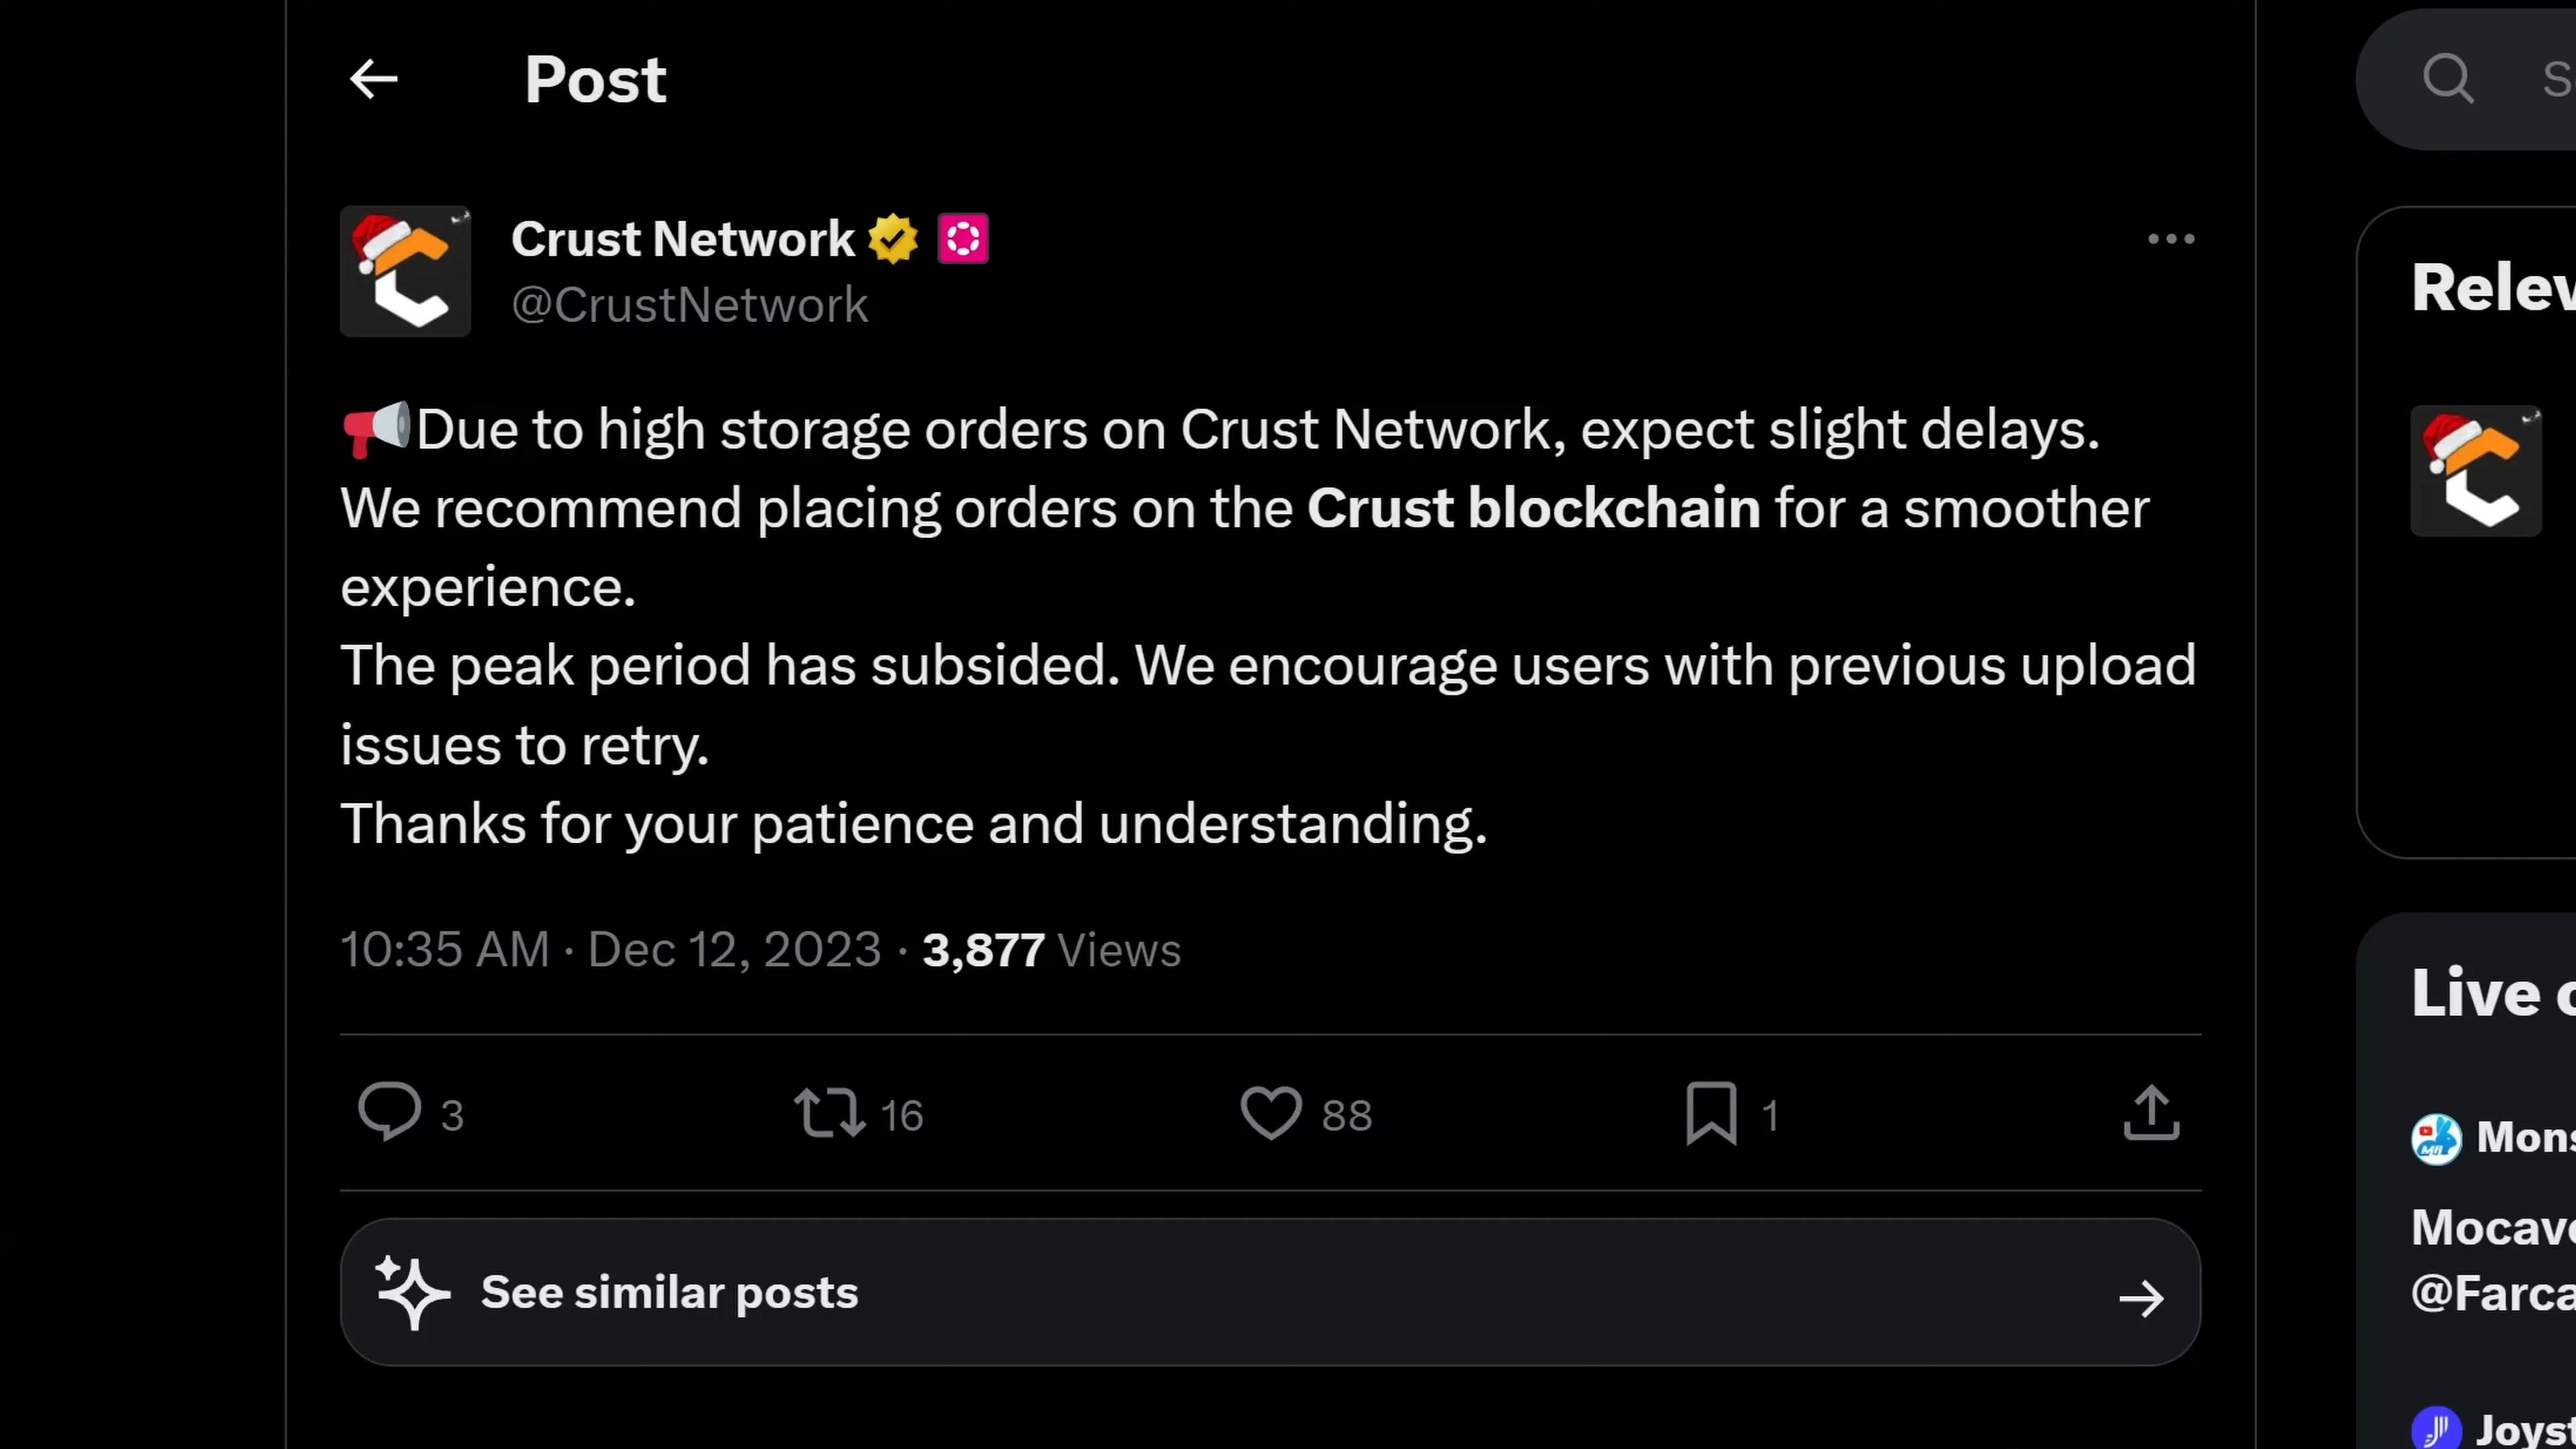 Post
Crust Network
@CrustNetwork
Due to high storage orders on Crust Network, expect slight delays.
We recommend placing orders on the Crust blockchain for a smoother
experience.
The peak period has subsided. We encourage users with previous upload
issues to retry.
Thanks for your patience and understanding.
10:35 AM · Dec 12, 2023 · 3,877 Views
3 16 88 1
See similar posts
Relev
Live
Mons
Mocav
@Farca
Joyst